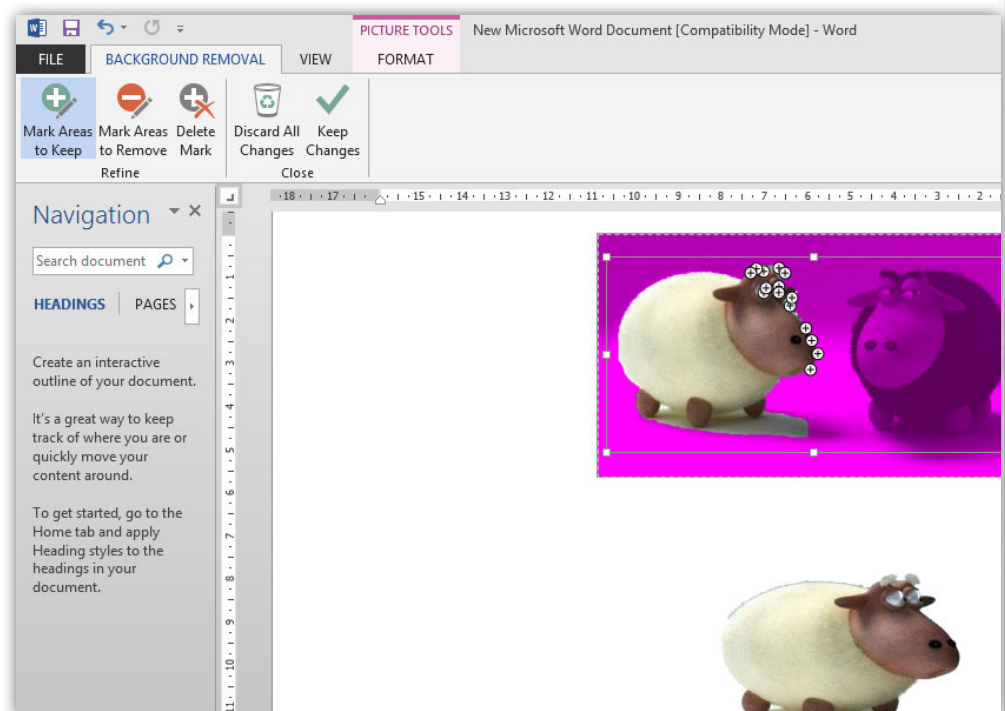 PICTURE TOOLS New Microsoft Word Document [Compatibility Mode] - Word
FILE BACKGROUND REMOVAL VIEW FORMAT
Mark Areas to Keep
Mark Areas to Remove
Delete Mark
Discard All Changes
Keep Changes
Refine Close
·18· ı ·17· ı · ı ·15· ı ·14· ı ·13· ı ·12· ı ·11· ı ·10· ı ·9· ı ·8· ı ·7· ı ·6· ı ·5· ı ·4· ı ·3· ı ·2· ı
Navigation
Search document
HEADINGS PAGES
Create an interactive
outline of your document.
It's a great way to keep
track of where you are or
quickly move your
content around.
To get started, go to the
Home tab and apply
Heading styles to the
headings in your
document.
1
2
3
4
5
6
7
8
9
10
11